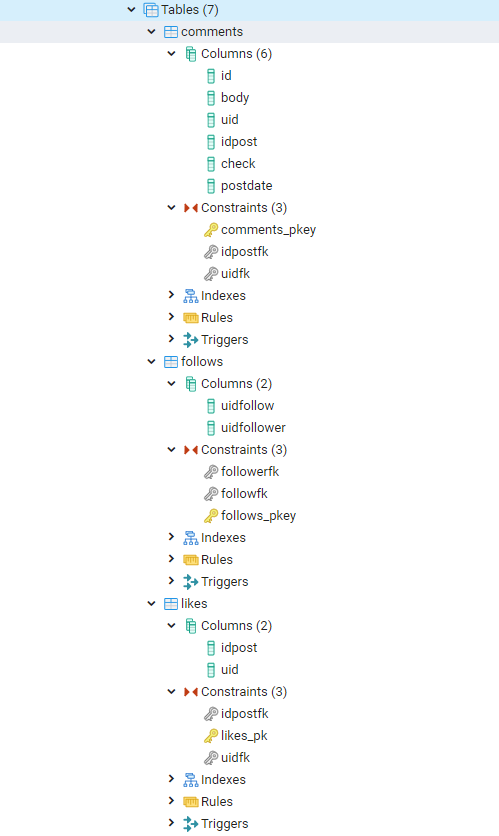 Tables (7)
comments
Columns (6)
id
body
uid
idpost
check
postdate
Constraints (3)
comments_pkey
idpostfk
uidfk
Indexes
Rules
Triggers
follows
Columns (2)
uidfollow
uidfollower
Constraints (3)
followerfk
followfk
follows_pkey
Indexes
Rules
Triggers
likes
Columns (2)
idpost
uid
Constraints (3)
idpostfk
likes_pk
uidfk
Indexes
Rules
Triggers